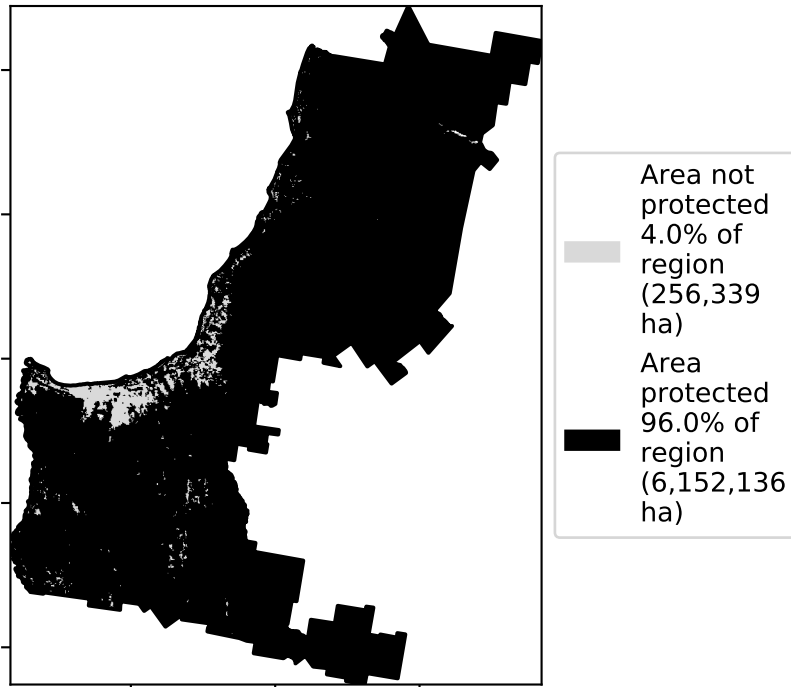 Area not
protected
4.0% of
region
(256,339
ha)
Area
protected
96.0% of
region
(6,152,136
ha)